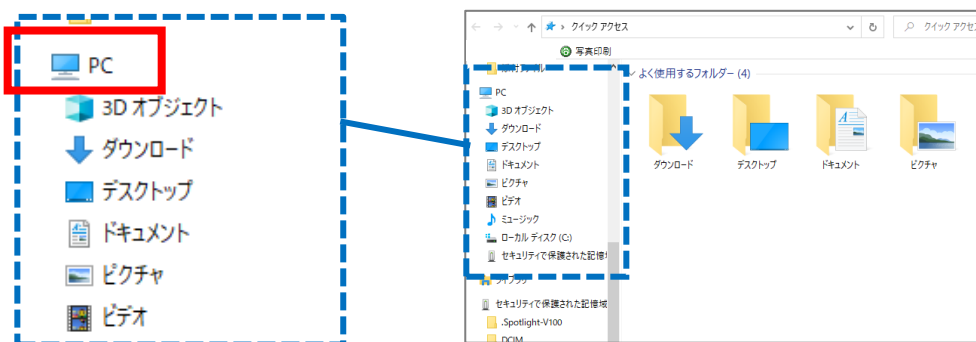 PC
3D オブジェクト
ダウンロード
デスクトップ
ドキュメント
ピクチャ
ビデオ
クイック アクセス
クイック アクセ
写真印刷
よく使用するフォルダー (4)
PC
3D オブジェクト
ダウンロード
デスクトップ
ドキュメント
ピクチャ
ビデオ
ミュージック
ローカル ディスク (C:)
セキュリティで保護された記憶
セキュリティで保護された記憶域
.Spotlight-V100
DCIM
ダウンロード
デスクトップ
ドキュメント
ピクチャ